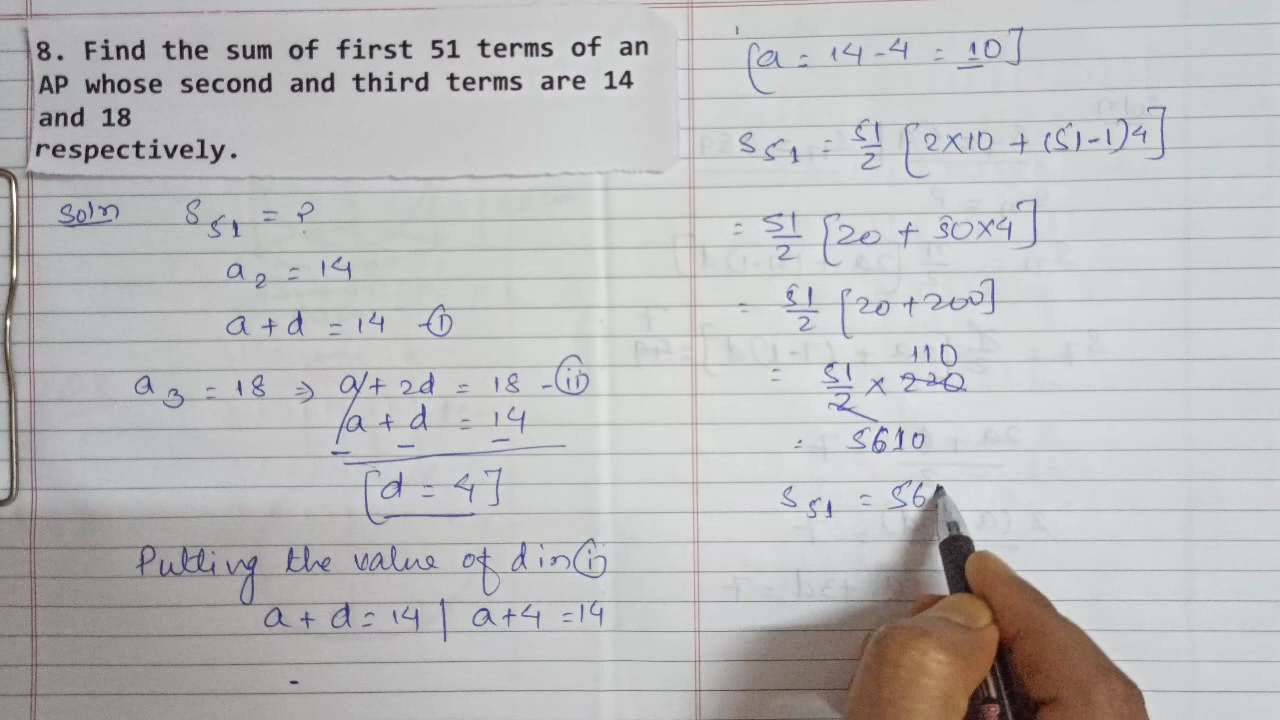 8. Find the sum of first 51 terms of an
AP whose second and third terms are 14
and 18
respectively.
Soln S₅₁ = ?
a₂ = 14
a + d = 14 - (i)
a₃ = 18 ⇒ a + 2d = 18 - (ii)
a + d = 14
- - -
[d = 4]
Putting the value of d in (i)
a + d = 14 | a + 4 = 14
[a = 14 - 4 = 10]
S₅₁ = 51/2 [2×10 + (51-1)4]
= 51/2 [20 + 50×4]
= 51/2 [20 + 200]
110
= 51/2 × 220
= 5610
S₅₁ = 561